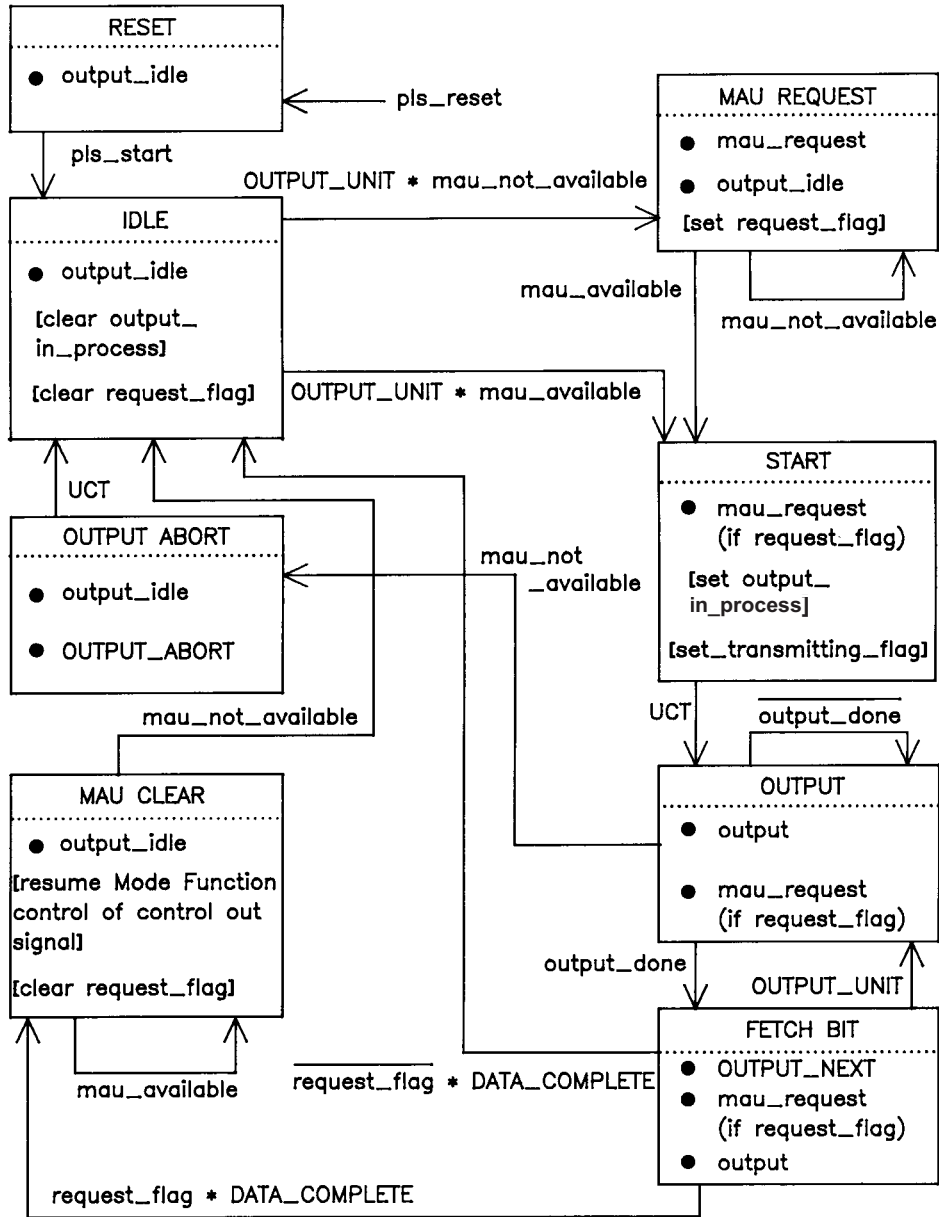 RESET
● output_idle
pls_reset
pls_start
MAU REQUEST
● mau_request
● output_idle
[set request_flag]
OUTPUT_UNIT * mau_not_available
IDLE
● output_idle
[clear output_
in_process]
[clear request_flag]
mau_available
mau_not_available
OUTPUT_UNIT * mau_available
START
● mau_request
(if request_flag)
[set output_
in_process]
[set_transmitting_flag]
UCT
OUTPUT ABORT
● output_idle
● OUTPUT_ABORT
mau_not
_available
UCT
output_done
mau_not_available
MAU CLEAR
● output_idle
[resume Mode Function
control of control out
signal]
[clear request_flag]
OUTPUT
● output
● mau_request
(if request_flag)
output_done
OUTPUT_UNIT
mau_available
request_flag * DATA_COMPLETE
FETCH BIT
● OUTPUT_NEXT
● mau_request
(if request_flag)
● output
request_flag * DATA_COMPLETE